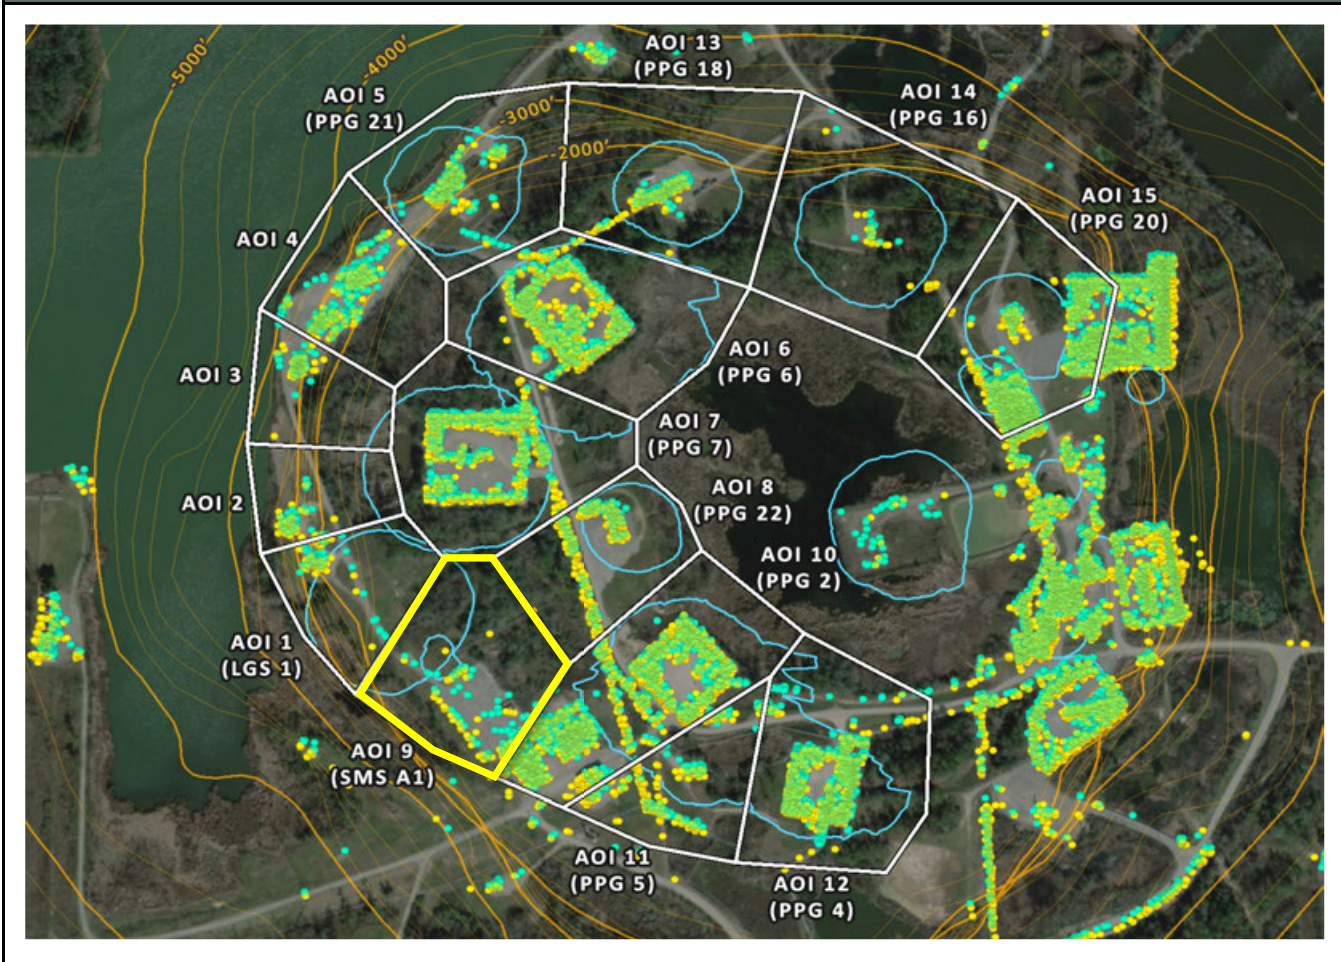 -5000'
-4000'
AOI 13
(PPG 18)
AOI 5
(PPG 21)
-3000'
-2000'
AOI 14
(PPG 16)
AOI 15
(PPG 20)
AOI 4
AOI 3
AOI 6
(PPG 6)
AOI 7
(PPG 7)
AOI 2
AOI 8
(PPG 22)
AOI 10
(PPG 2)
AOI 1
(LGS 1)
AOI 9
(SMS A1)
AOI 11
(PPG 5)
AOI 12
(PPG 4)